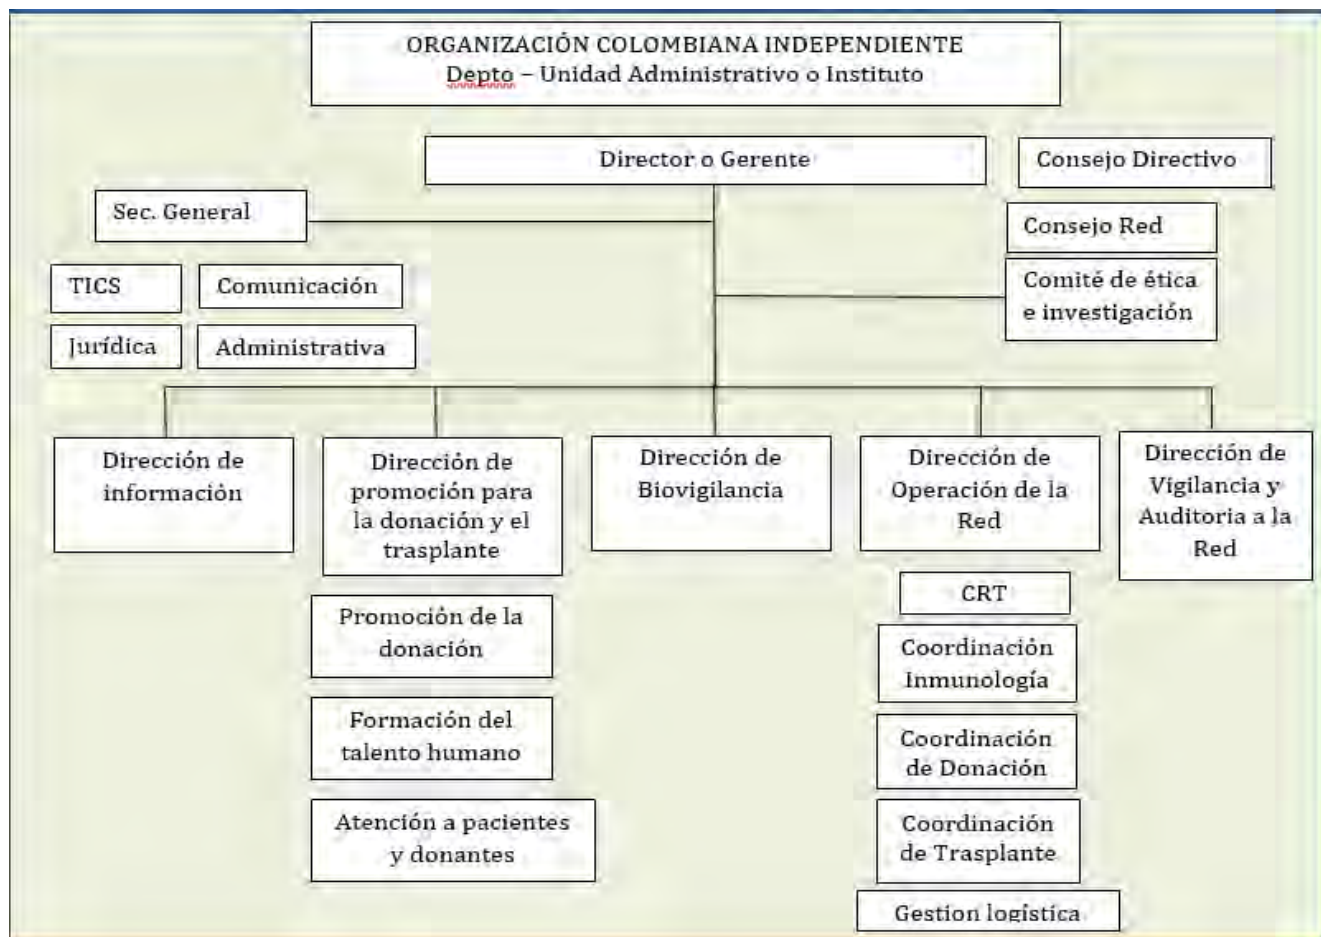 ORGANIZACIÓN COLOMBIANA INDEPENDIENTE
Depto – Unidad Administrativo o Instituto
Director o Gerente
Consejo Directivo
Sec. General
Consejo Red
TICS
Comunicación
Comité de ética
e investigación
Jurídica
Administrativa
Dirección de
información
Dirección de
promoción para
la donación y el
trasplante
Promoción de la
donación
Formación del
talento humano
Atención a pacientes
y donantes
Dirección de
Biovigilancia
Dirección de
Operación de la
Red
CRT
Coordinación
Inmunología
Coordinación
de Donación
Coordinación
de Trasplante
Gestion logística
Dirección de
Vigilancia y
Auditoria a la
Red